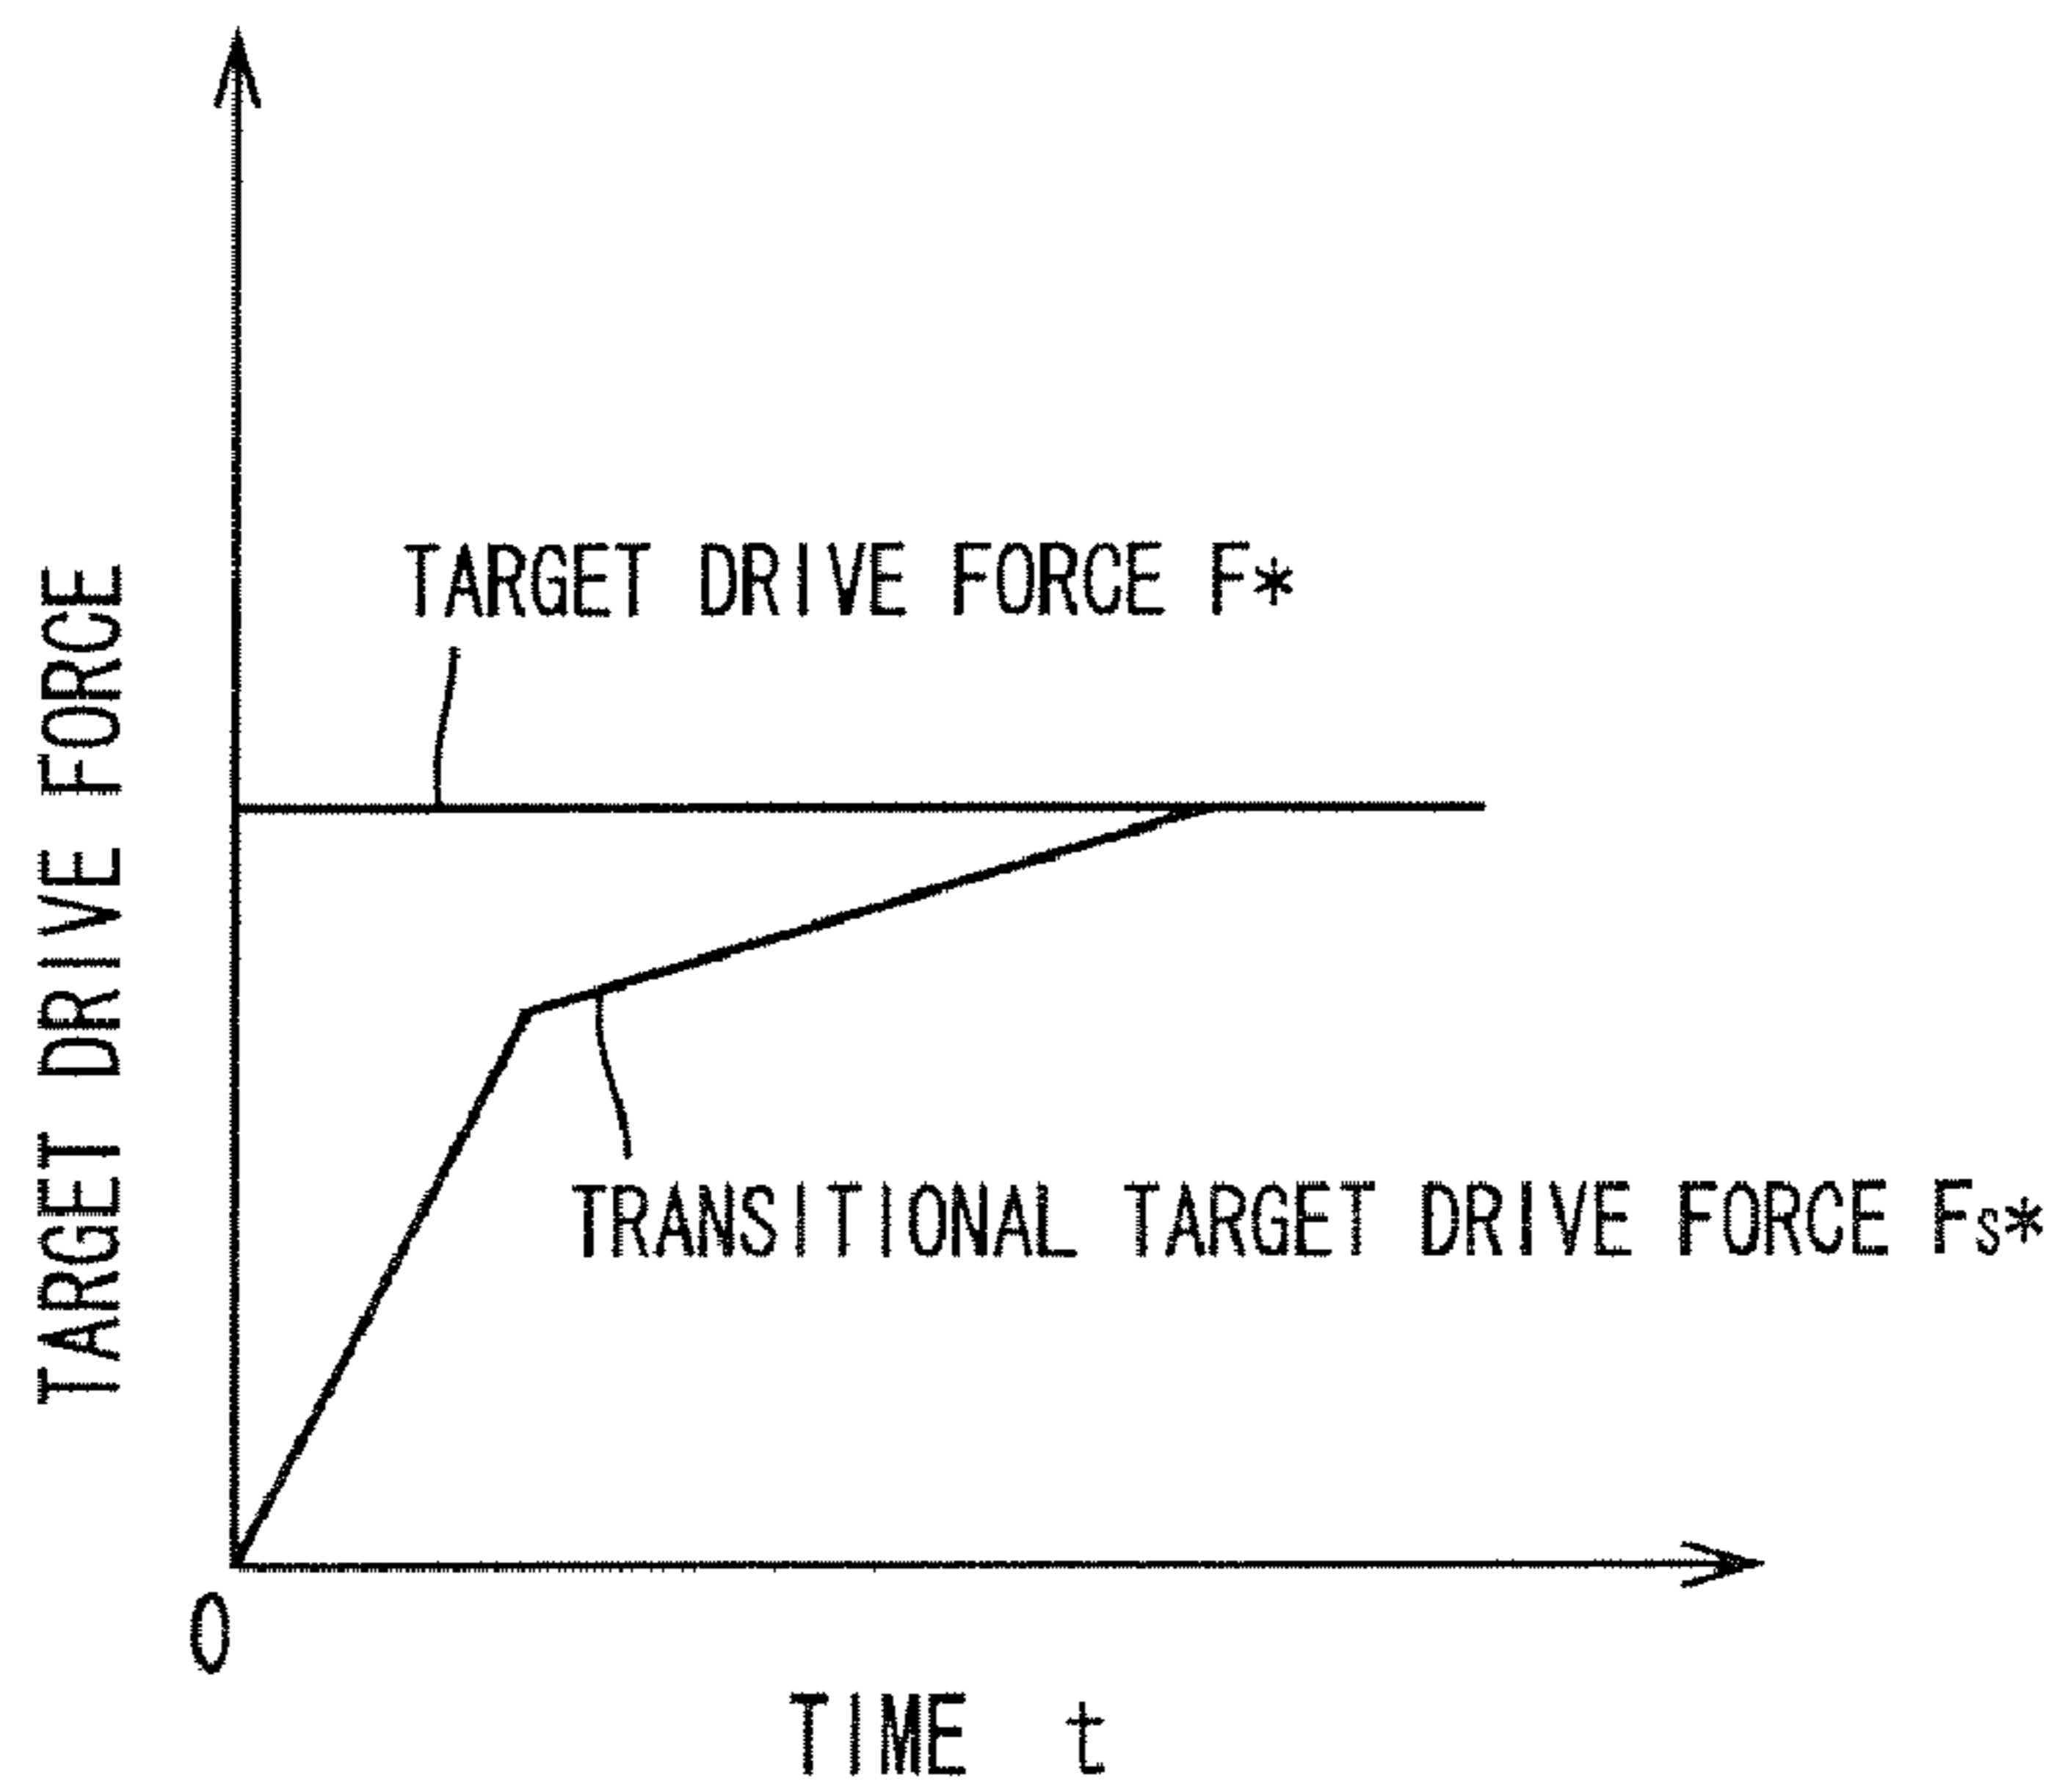 TARGET DRIVE FORCE
TARGET DRIVE FORCE F*
TRANSITIONAL TARGET DRIVE FORCE Fs*
0
TIME t